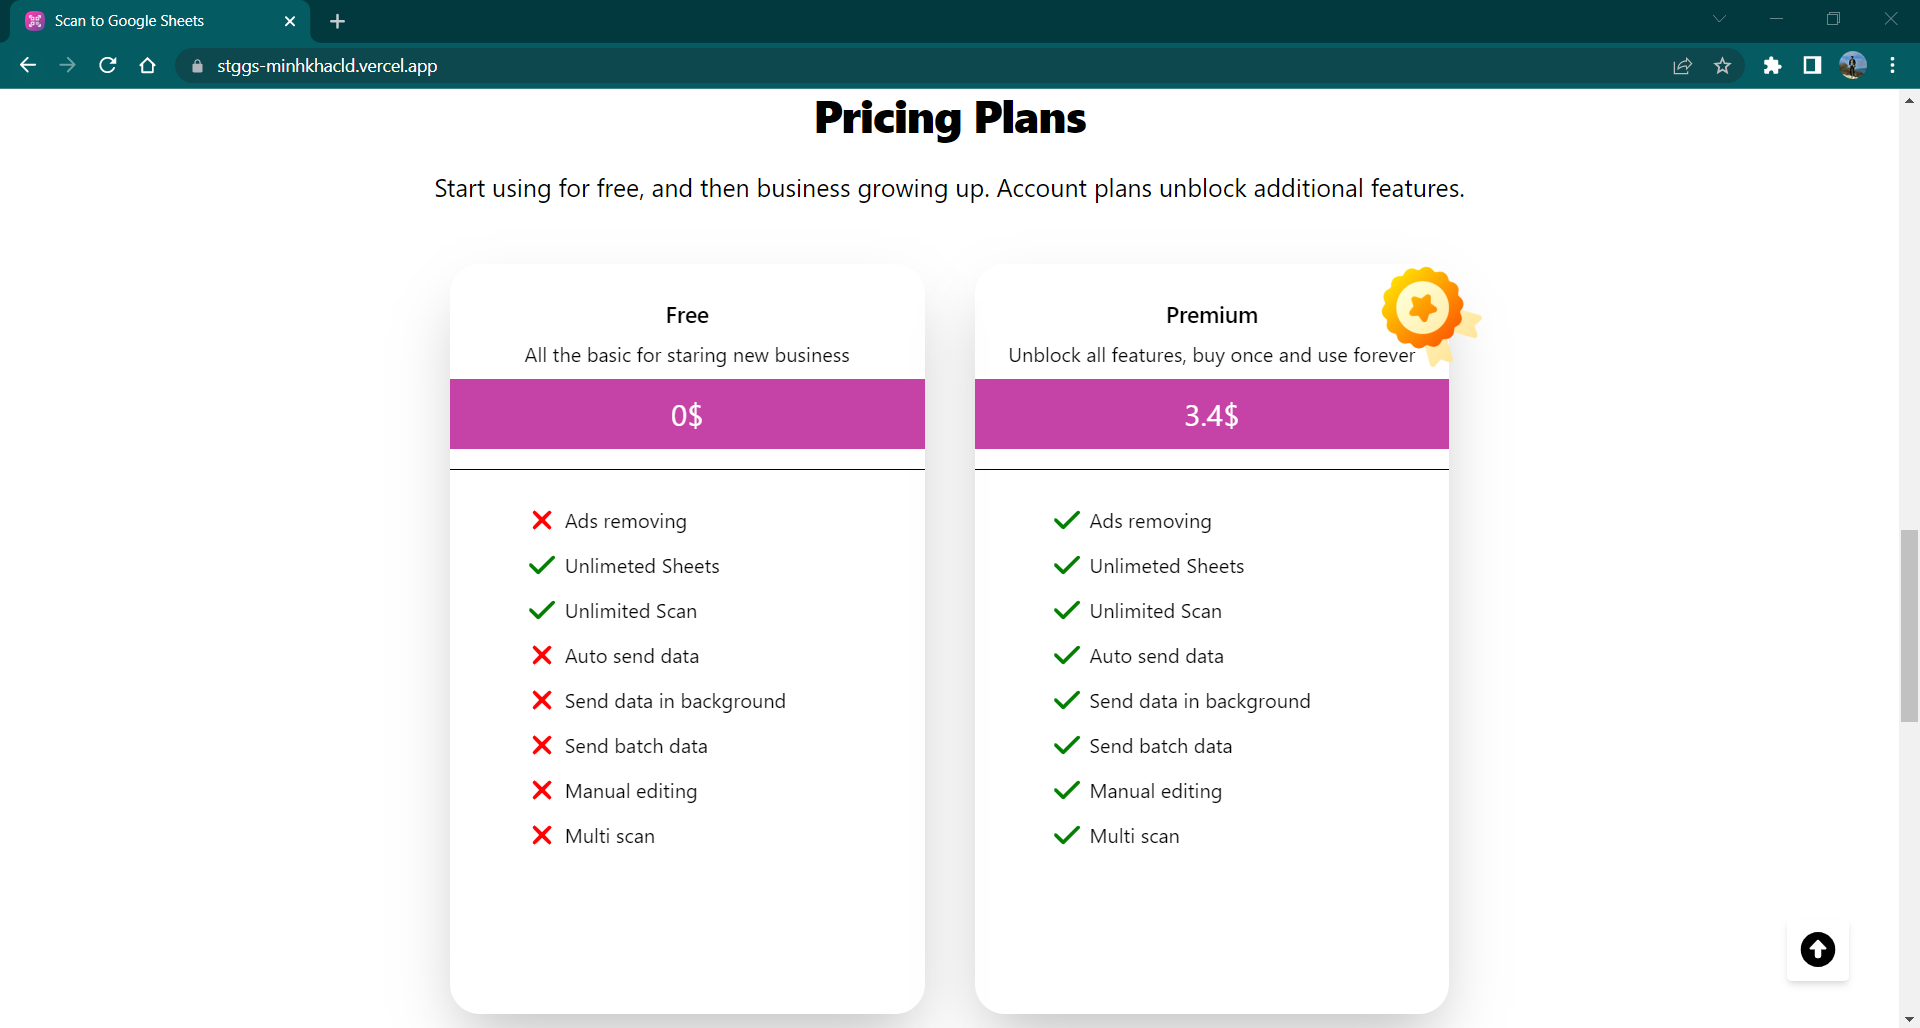 Scan to Google Sheets
stggs-minhkhacld.vercel.app
Pricing Plans
Start using for free, and then business growing up. Account plans unblock additional features.
Free
All the basic for staring new business
0$
Ads removing
Unlimeted Sheets
Unlimited Scan
Auto send data
Send data in background
Send batch data
Manual editing
Multi scan
Premium
Unblock all features, buy once and use forever
3.4$
Ads removing
Unlimeted Sheets
Unlimited Scan
Auto send data
Send data in background
Send batch data
Manual editing
Multi scan